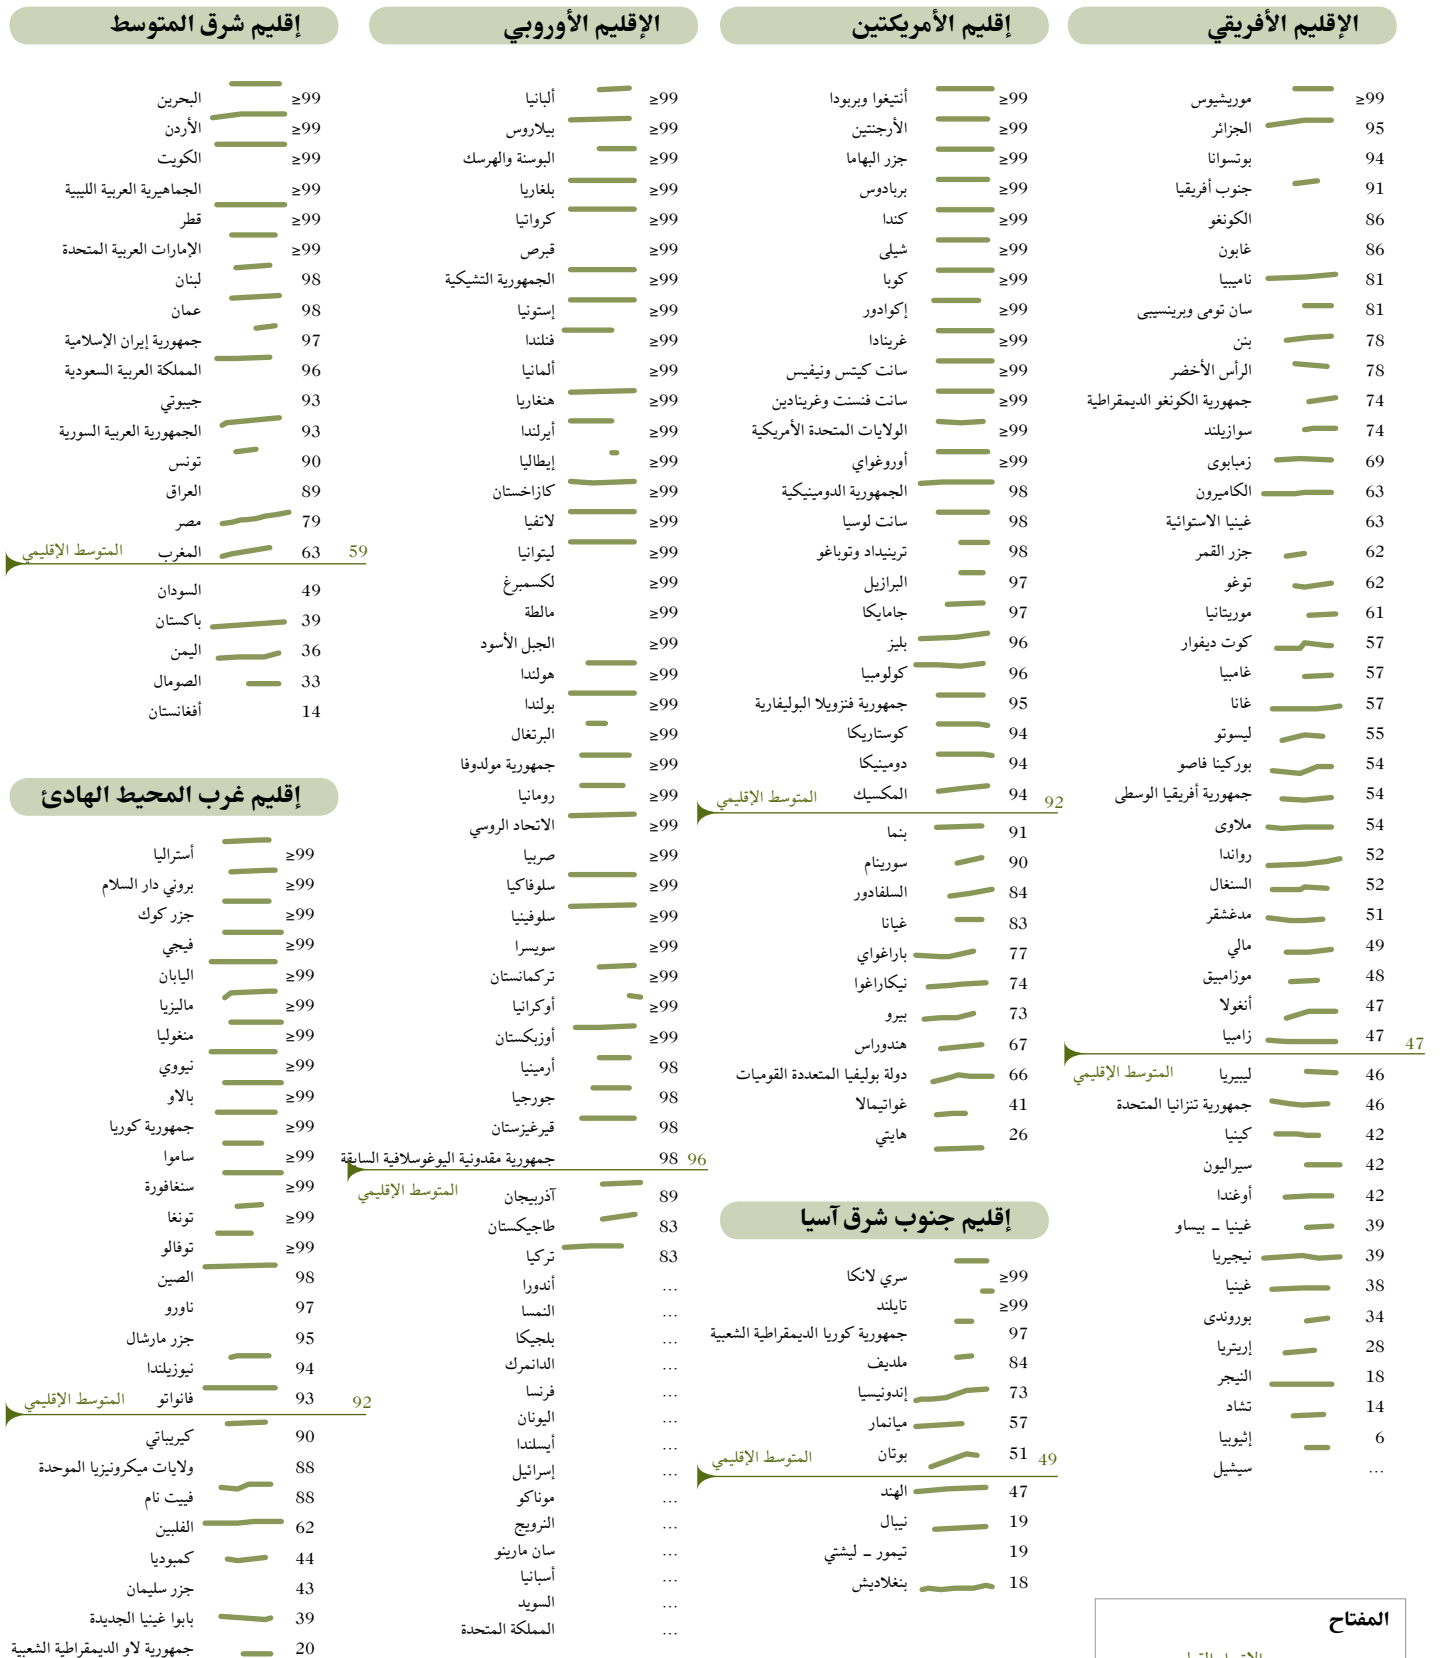 الإقليم الأفريقي
موريشيوس ≥99
الجزائر 95
بوتسوانا 94
جنوب أفريقيا 91
الكونغو 86
غابون 86
ناميبيا 81
سان تومى وبرينسيبى 81
بنن 78
الرأس الأخضر 78
جمهورية الكونغو الديمقراطية 74
سوازيلند 74
زمبابوى 69
الكاميرون 63
غينيا الاستوائية 63
جزر القمر 62
توغو 62
موريتانيا 61
كوت ديفوار 57
غامبيا 57
غانا 57
ليسوتو 55
بوركينا فاصو 54
جمهورية أفريقيا الوسطى 54
ملاوى 54
رواندا 52
السنغال 52
مدغشقر 51
مالي 49
موزامبيق 48
أنغولا 47
زامبيا 47
المتوسط الإقليمي 47
ليبيريا 46
جمهورية تنزانيا المتحدة 46
كينيا 42
سيراليون 42
أوغندا 42
غينيا – بيساو 39
نيجيريا 39
غينيا 38
بوروندى 34
إريتريا 28
النيجر 18
تشاد 14
إثيوبيا 6
سيشيل ...
المفتاح
إقليم الأمريكتين
أنتيغوا وبربودا ≥99
الأرجنتين ≥99
جزر البهاما ≥99
بربادوس ≥99
كندا ≥99
شيلى ≥99
كوبا ≥99
إكوادور ≥99
غرينادا ≥99
سانت كيتس ونيفيس ≥99
سانت فنسنت وغرينادين ≥99
الولايات المتحدة الأمريكية ≥99
أوروغواي ≥99
الجمهورية الدومينيكية 98
سانت لوسيا 98
ترينيداد وتوباغو 98
البرازيل 97
جامايكا 97
بليز 96
كولومبيا 96
جمهورية فنزويلا البوليفارية 95
كوستاريكا 94
دومينيكا 94
المكسيك 94
المتوسط الإقليمي 92
بنما 91
سورينام 90
السلفادور 84
غيانا 83
باراغواي 77
نيكاراغوا 74
بيرو 73
هندوراس 67
دولة بوليفيا المتعددة القوميات 66
غواتيمالا 41
هايتي 26
إقليم جنوب شرق آسيا
سري لانكا ≥99
تايلند ≥99
جمهورية كوريا الديمقراطية الشعبية 97
ملديف 84
إندونيسيا 73
ميانمار 57
بوتان 51
المتوسط الإقليمي 49
الهند 47
نيبال 19
تيمور – ليشتي 19
بنغلاديش 18
الإقليم الأوروبي
ألبانيا ≥99
بيلاروس ≥99
البوسنة والهرسك ≥99
بلغاريا ≥99
كرواتيا ≥99
قبرص ≥99
الجمهورية التشيكية ≥99
إستونيا ≥99
فنلندا ≥99
ألمانيا ≥99
هنغاريا ≥99
أيرلندا ≥99
إيطاليا ≥99
كازاخستان ≥99
لاتفيا ≥99
ليتوانيا ≥99
لكسمبرغ ≥99
مالطة ≥99
الجبل الأسود ≥99
هولندا ≥99
بولندا ≥99
البرتغال ≥99
جمهورية مولدوفا ≥99
رومانيا ≥99
الاتحاد الروسي ≥99
صربيا ≥99
سلوفاكيا ≥99
سلوفينيا ≥99
سويسرا ≥99
تركمانستان ≥99
أوكرانيا ≥99
أوزبكستان ≥99
أرمينيا 98
جورجيا 98
قيرغيزستان 98
جمهورية مقدونية اليوغوسلافية السابقة 98
المتوسط الإقليمي 96
آذربيجان 89
طاجيكستان 83
تركيا 83
أندورا ...
النمسا ...
بلجيكا ...
الدانمرك ...
فرنسا ...
اليونان ...
أيسلندا ...
إسرائيل ...
موناكو ...
النرويج ...
سان مارينو ...
أسبانيا ...
السويد ...
المملكة المتحدة ...
إقليم شرق المتوسط
البحرين ≥99
الأردن ≥99
الكويت ≥99
الجماهيرية العربية الليبية ≥99
قطر ≥99
الإمارات العربية المتحدة ≥99
لبنان 98
عمان 98
جمهورية إيران الإسلامية 97
المملكة العربية السعودية 96
جيبوتي 93
الجمهورية العربية السورية 93
تونس 90
العراق 89
مصر 79
المغرب 63
المتوسط الإقليمي 59
السودان 49
باكستان 39
اليمن 36
الصومال 33
أفغانستان 14
إقليم غرب المحيط الهادئ
أستراليا ≥99
بروني دار السلام ≥99
جزر كوك ≥99
فيجي ≥99
اليابان ≥99
ماليزيا ≥99
منغوليا ≥99
نيووي ≥99
بالاو ≥99
جمهورية كوريا ≥99
ساموا ≥99
سنغافورة ≥99
تونغا ≥99
توفالو ≥99
الصين 98
ناورو 97
جزر مارشال 95
نيوزيلندا 94
فانواتو 93
المتوسط الإقليمي 92
كيريباتي 90
ولايات ميكرونيزيا الموحدة 88
فييت نام 88
الفلبين 62
كمبوديا 44
جزر سليمان 43
بابوا غينيا الجديدة 39
جمهورية لاو الديمقراطية الشعبية 20